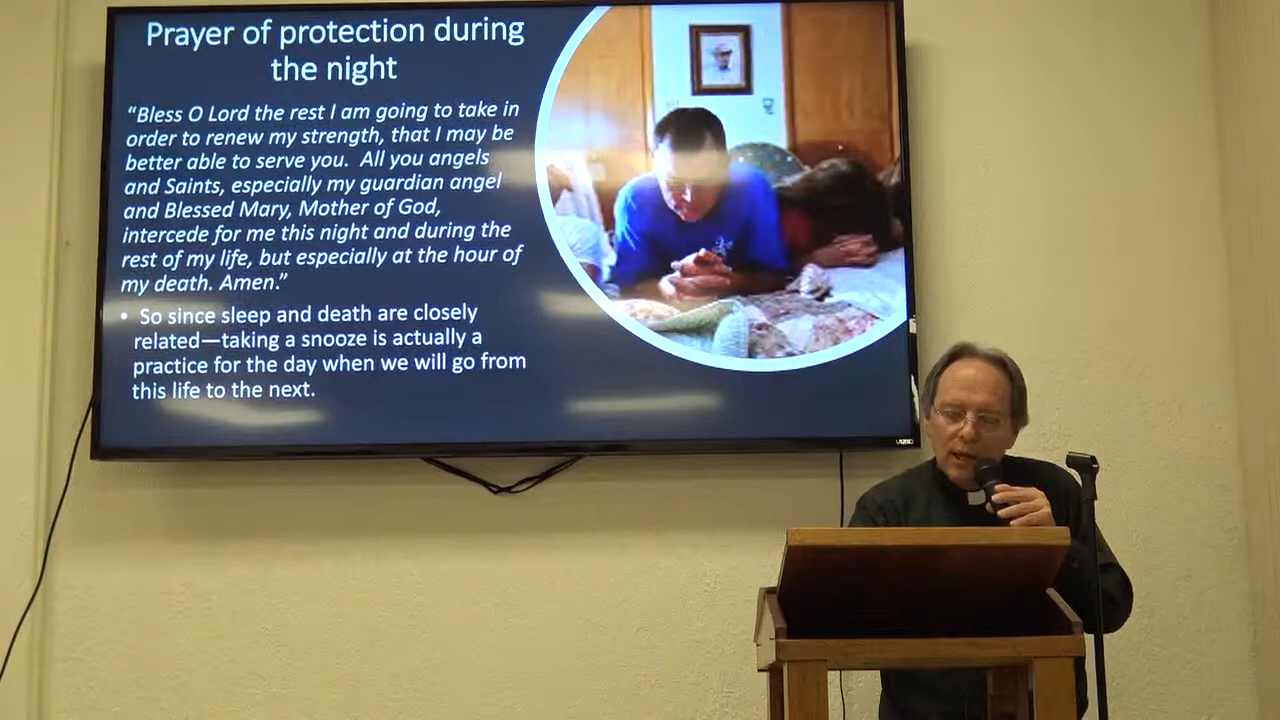 Prayer of protection during
the night
“Bless O Lord the rest I am going to take in
order to renew my strength, that I may be
better able to serve you.  All you angels
and Saints, especially my guardian angel
and Blessed Mary, Mother of God,
intercede for me this night and during the
rest of my life, but especially at the hour of
my death. Amen.”
• So since sleep and death are closely
related—taking a snooze is actually a
practice for the day when we will go from
this life to the next.
VIZIO